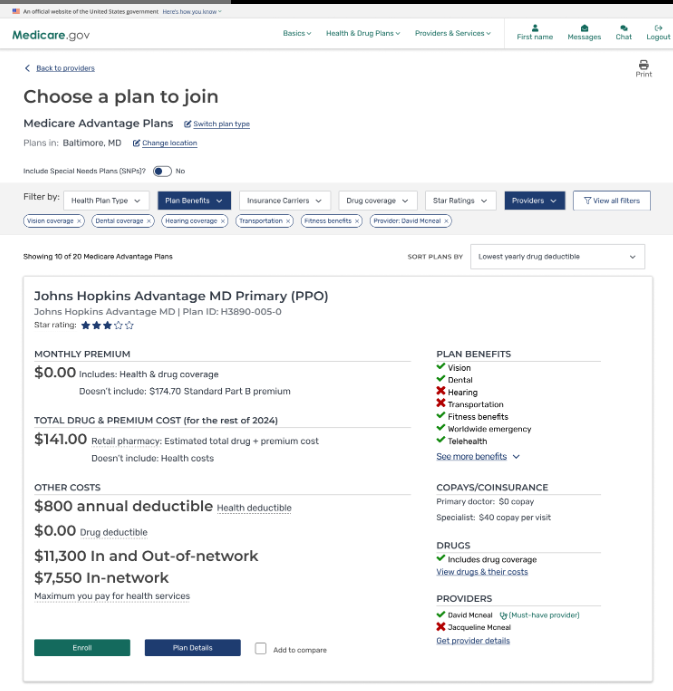 An official website of the United States government Here's how you know
Medicare.gov
Basics Health & Drug Plans Providers & Services First name Messages Chat Logout
Back to providers
Print
Choose a plan to join
Medicare Advantage Plans Switch plan type
Plans in: Baltimore, MD Change location
Include Special Needs Plans (SNPs)? No
Filter by: Health Plan Type Plan Benefits Insurance Carriers Drug coverage Star Ratings Providers View all filters
Vision coverage × Dental coverage × Hearing coverage × Transportation × Fitness benefits × Provider: David Mcneal ×
Showing 10 of 20 Medicare Advantage Plans
SORT PLANS BY Lowest yearly drug deductible
Johns Hopkins Advantage MD Primary (PPO)
Johns Hopkins Advantage MD | Plan ID: H3890-005-0
Star rating:
MONTHLY PREMIUM
$0.00 Includes: Health & drug coverage
Doesn't include: $174.70 Standard Part B premium
TOTAL DRUG & PREMIUM COST (for the rest of 2024)
$141.00 Retail pharmacy: Estimated total drug + premium cost
Doesn't include: Health costs
OTHER COSTS
$800 annual deductible Health deductible
$0.00 Drug deductible
$11,300 In and Out-of-network
$7,550 In-network
Maximum you pay for health services
Enroll Plan Details Add to compare
PLAN BENEFITS
Vision
Dental
Hearing
Transportation
Fitness benefits
Worldwide emergency
Telehealth
See more benefits
COPAYS/COINSURANCE
Primary doctor: $0 copay
Specialist: $40 copay per visit
DRUGS
Includes drug coverage
View drugs & their costs
PROVIDERS
David Mcneal (Must-have provider)
Jacqueline Mcneal
Get provider details